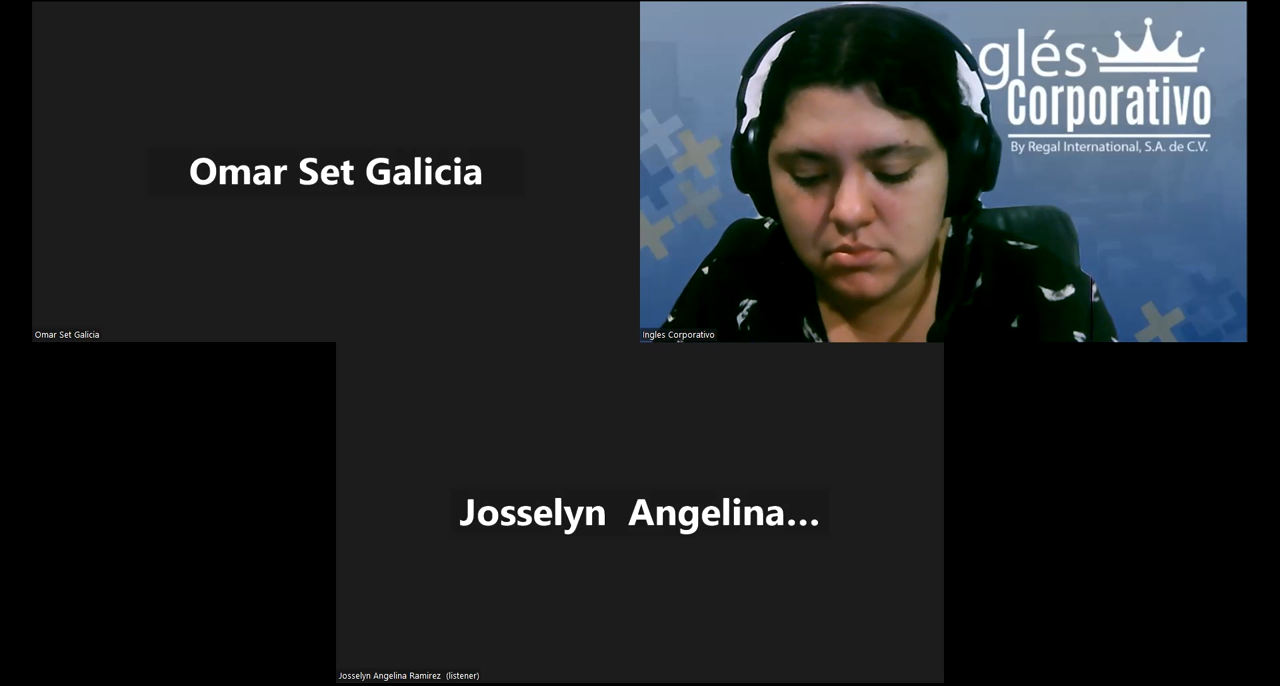 Omar Set Galicia
Omar Set Galicia
glés
Corporativo
By Regal International, S.A. de C.V.
Ingles Corporativo
Josselyn  Angelina...
Josselyn Angelina Ramirez  (listener)